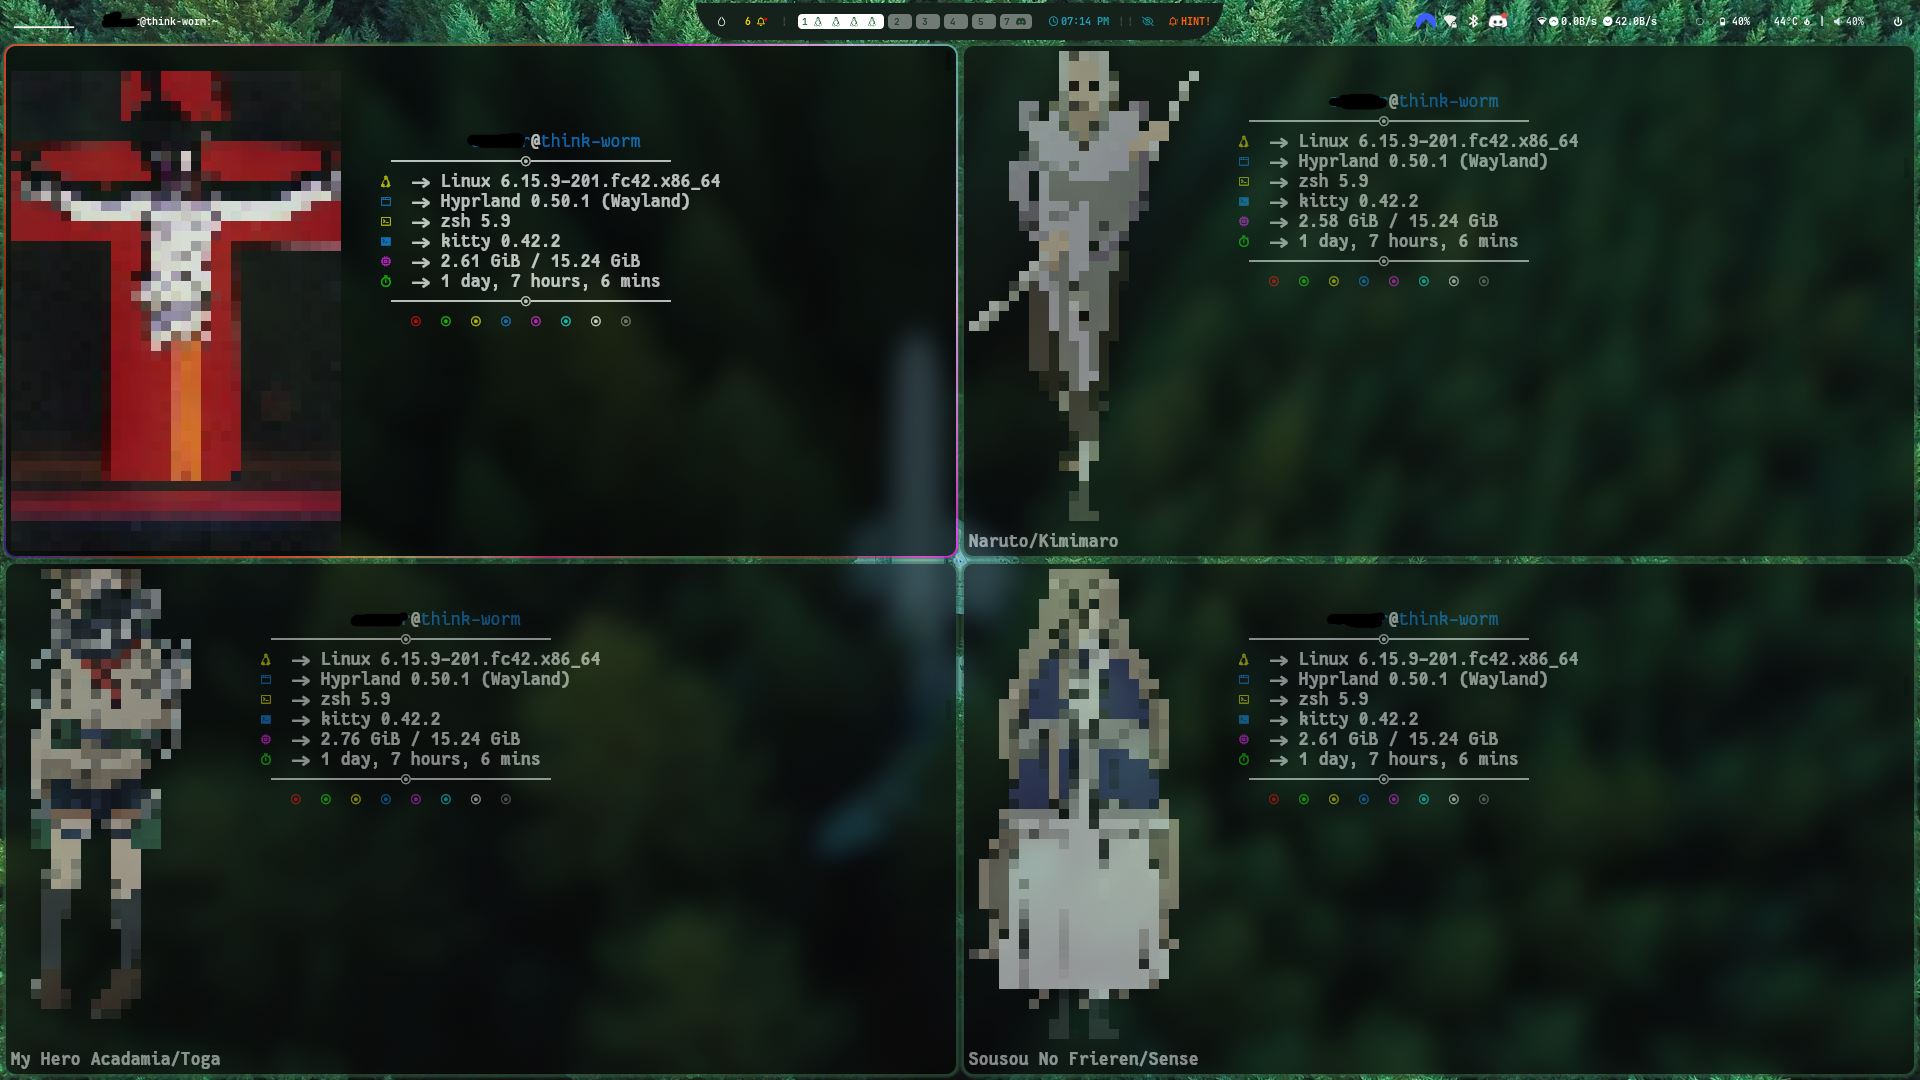 :@think-worm:~
6
1
2
3
4
5
7
07:14 PM
HINT!
0.0B/s 42.0B/s
40%
44°C
40%
@think-worm
Linux 6.15.9-201.fc42.x86_64
Hyprland 0.50.1 (Wayland)
zsh 5.9
kitty 0.42.2
2.61 GiB / 15.24 GiB
1 day, 7 hours, 6 mins
@think-worm
Linux 6.15.9-201.fc42.x86_64
Hyprland 0.50.1 (Wayland)
zsh 5.9
kitty 0.42.2
2.58 GiB / 15.24 GiB
1 day, 7 hours, 6 mins
Naruto/Kimimaro
@think-worm
Linux 6.15.9-201.fc42.x86_64
Hyprland 0.50.1 (Wayland)
zsh 5.9
kitty 0.42.2
2.76 GiB / 15.24 GiB
1 day, 7 hours, 6 mins
My Hero Acadamia/Toga
@think-worm
Linux 6.15.9-201.fc42.x86_64
Hyprland 0.50.1 (Wayland)
zsh 5.9
kitty 0.42.2
2.61 GiB / 15.24 GiB
1 day, 7 hours, 6 mins
Sousou No Frieren/Sense